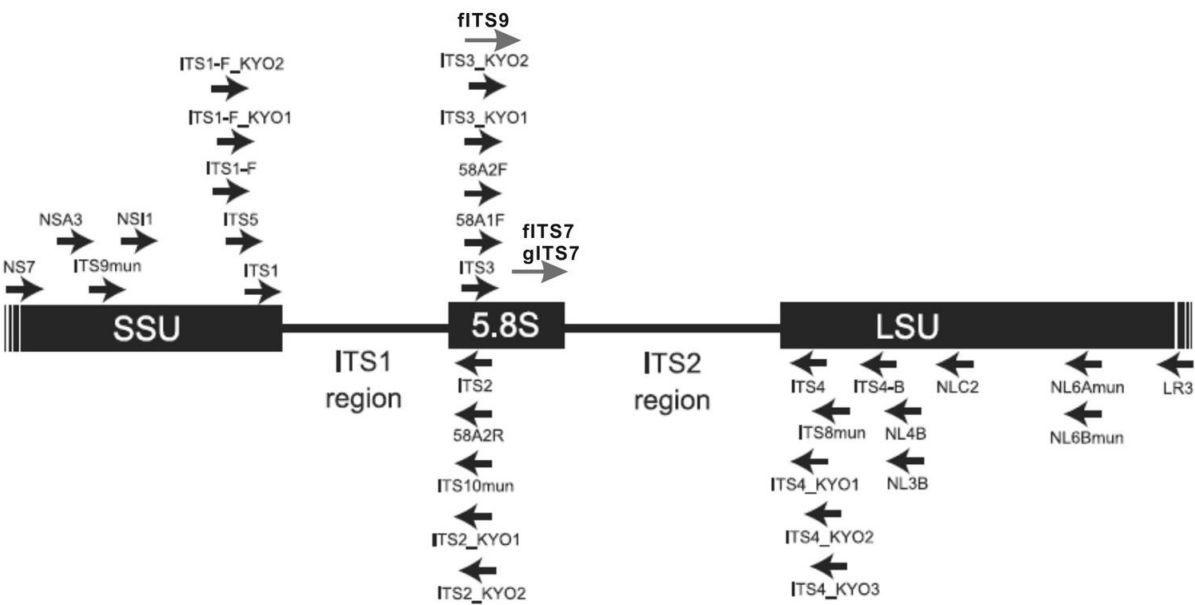 fITS9
ITS1-F_KYO2
ITS3_KYO2
ITS1-F_KYO1
ITS3_KYO1
ITS1-F
58A2F
NSA3
NSI1
ITS5
58A1F
fITS7
gITS7
NS7
ITS9mun
ITS1
ITS3
SSU
5.8S
LSU
ITS1
region
ITS2
region
ITS2
ITS4
ITS4-B
NLC2
NL6Amun
LR3
58A2R
ITS8mun
NL4B
NL6Bmun
ITS10mun
ITS4_KYO1
NL3B
ITS2_KYO1
ITS4_KYO2
ITS2_KYO2
ITS4_KYO3